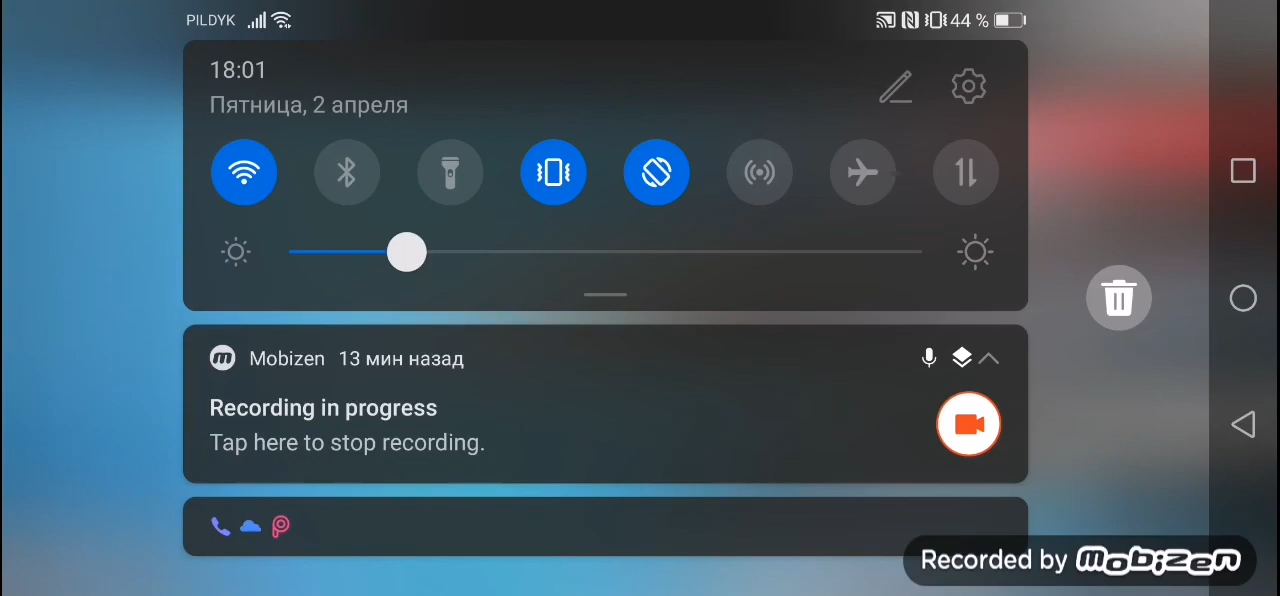 PILDYK
44 %
18:01
Пятница, 2 апреля
Mobizen 13 мин назад
Recording in progress
Tap here to stop recording.
Recorded by mobizen